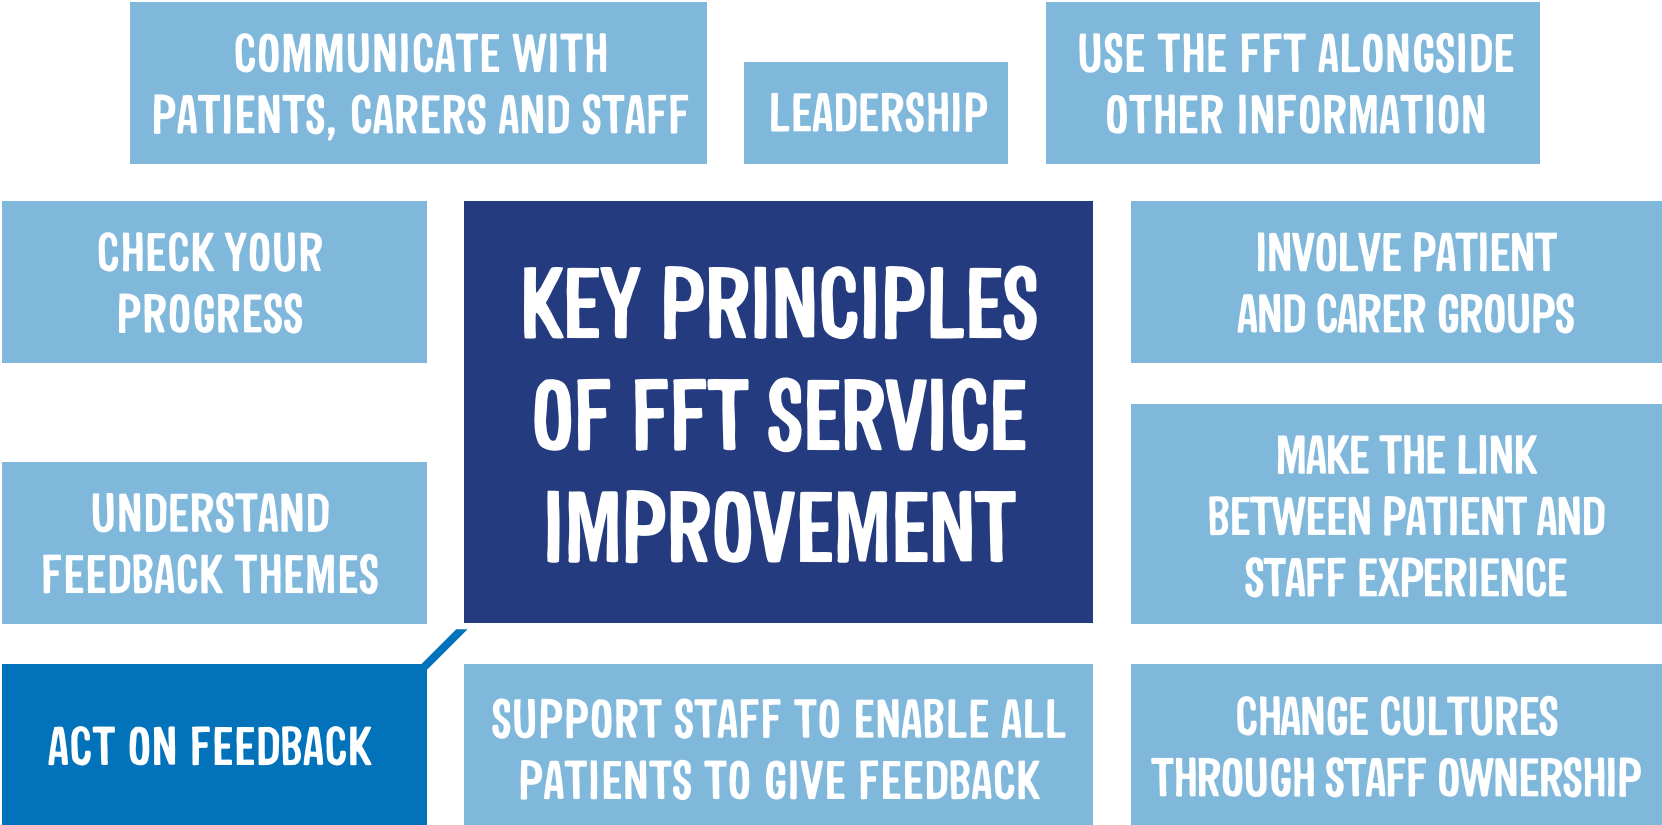 COMMUNICATE WITH
PATIENTS, CARERS AND STAFF
LEADERSHIP
USE THE FFT ALONGSIDE
OTHER INFORMATION
CHECK YOUR
PROGRESS
KEY PRINCIPLES
OF FFT SERVICE
IMPROVEMENT
INVOLVE PATIENT
AND CARER GROUPS
UNDERSTAND
FEEDBACK THEMES
MAKE THE LINK
BETWEEN PATIENT AND
STAFF EXPERIENCE
ACT ON FEEDBACK
SUPPORT STAFF TO ENABLE ALL
PATIENTS TO GIVE FEEDBACK
CHANGE CULTURES
THROUGH STAFF OWNERSHIP